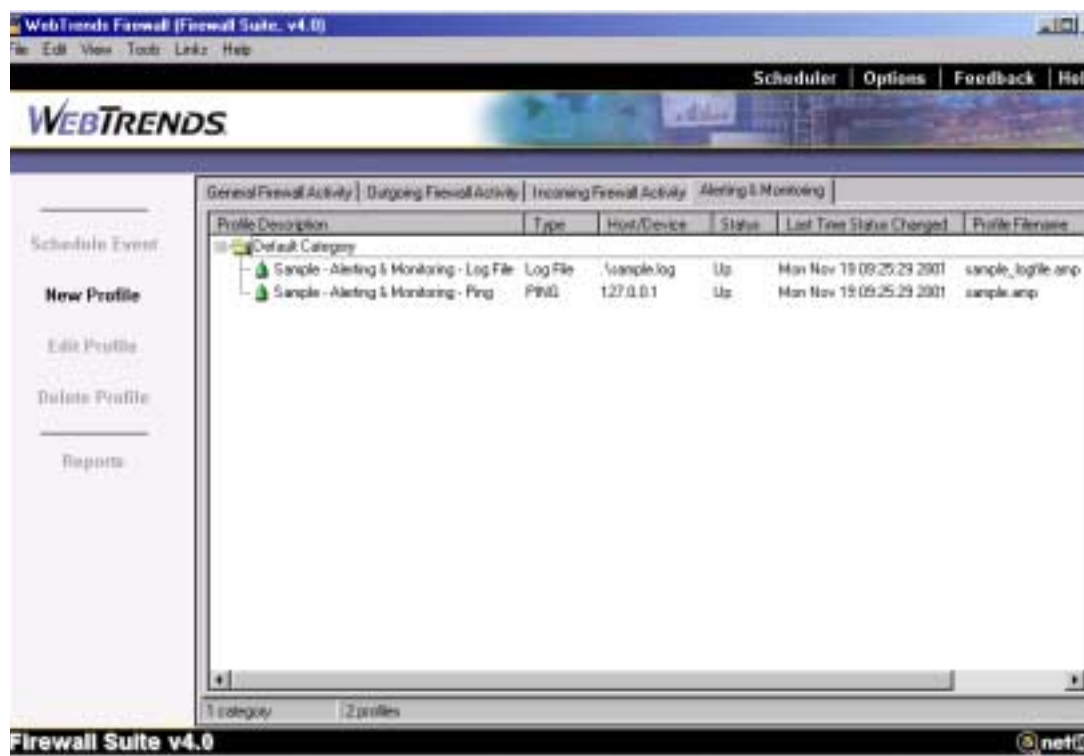 WebTrends Firewall (Firewall Suite, v4.0)
File Edit View Tools Links Help
Scheduler | Options | Feedback | Hel
WEBTRENDS
General Firewall Activity Outgoing Firewall Activity Incoming Firewall Activity Alerting & Monitoring
Profile Description Type Host/Device Status Last Time Status Changed Profile Filename
Default Category
Sample - Alerting & Monitoring - Log File Log File .\sample.log Up Mon Nov 19 09:25:29 2001 sample_logfile.amp
Sample - Alerting & Monitoring - Ping PING 127.0.0.1 Up Mon Nov 19 09:25:29 2001 sample.amp
Schedule Event
New Profile
Edit Profile
Delete Profile
Reports
1 category 2 profiles
Firewall Suite v4.0
net